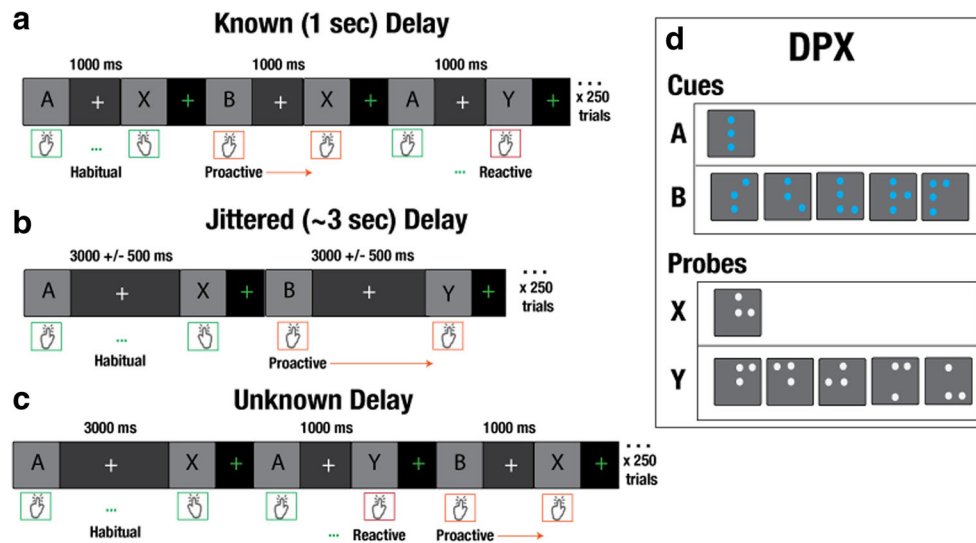 a
Known (1 sec) Delay
1000 ms 1000 ms 1000 ms
A + X + B + X + A + Y +
...
x 250
trials
... ...
Habitual Proactive Reactive
b
Jittered (~3 sec) Delay
3000 +/- 500 ms 3000 +/- 500 ms
A + X + B + Y +
...
x 250
trials
...
Habitual Proactive
c
Unknown Delay
3000 ms 1000 ms 1000 ms
A + X + A + Y + B + X +
...
x 250
trials
...
Habitual ... Reactive Proactive
d
DPX
Cues
A
B
Probes
X
Y